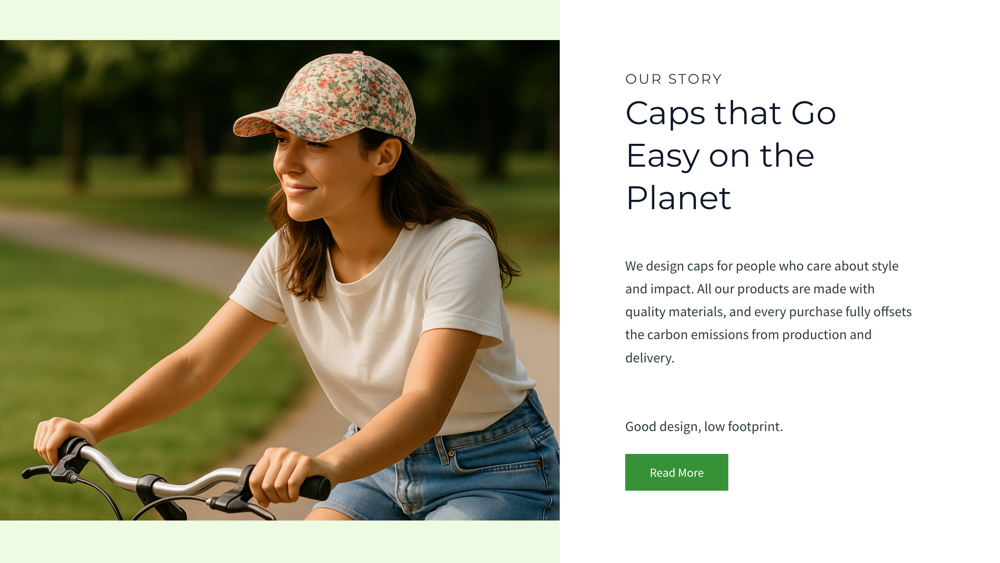 OUR STORY
Caps that Go
Easy on the
Planet
We design caps for people who care about style
and impact. All our products are made with
quality materials, and every purchase fully offsets
the carbon emissions from production and
delivery.
Good design, low footprint.
Read More